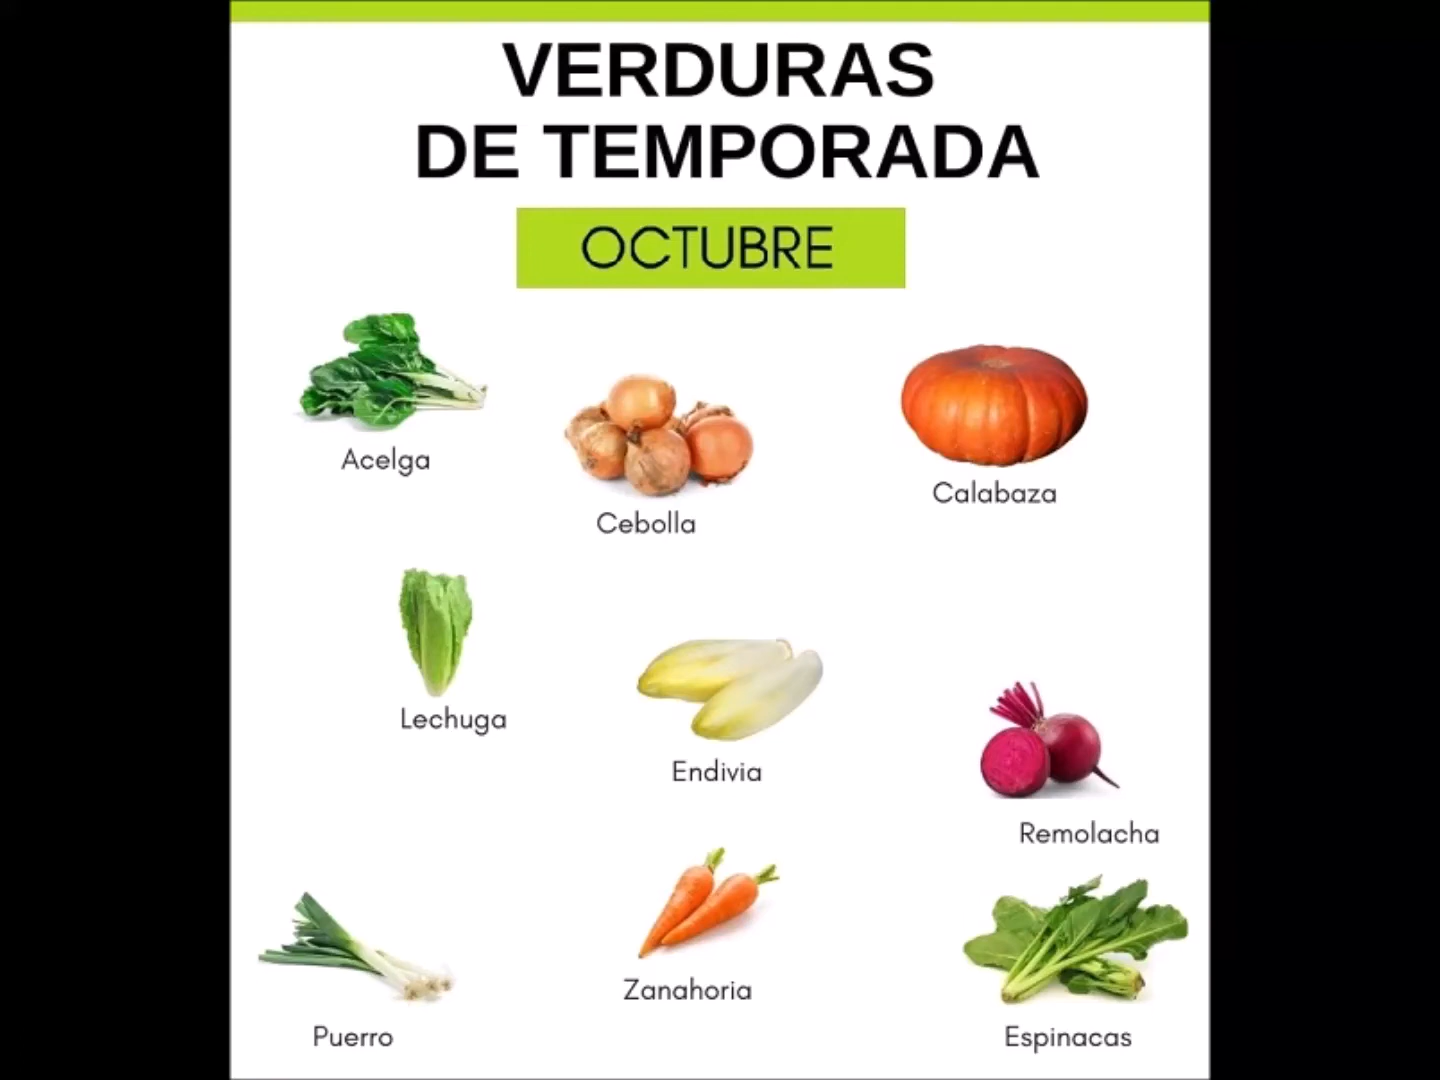 VERDURAS
DE TEMPORADA
OCTUBRE
Acelga
Cebolla
Calabaza
Lechuga
Endivia
Remolacha
Puerro
Zanahoria
Espinacas